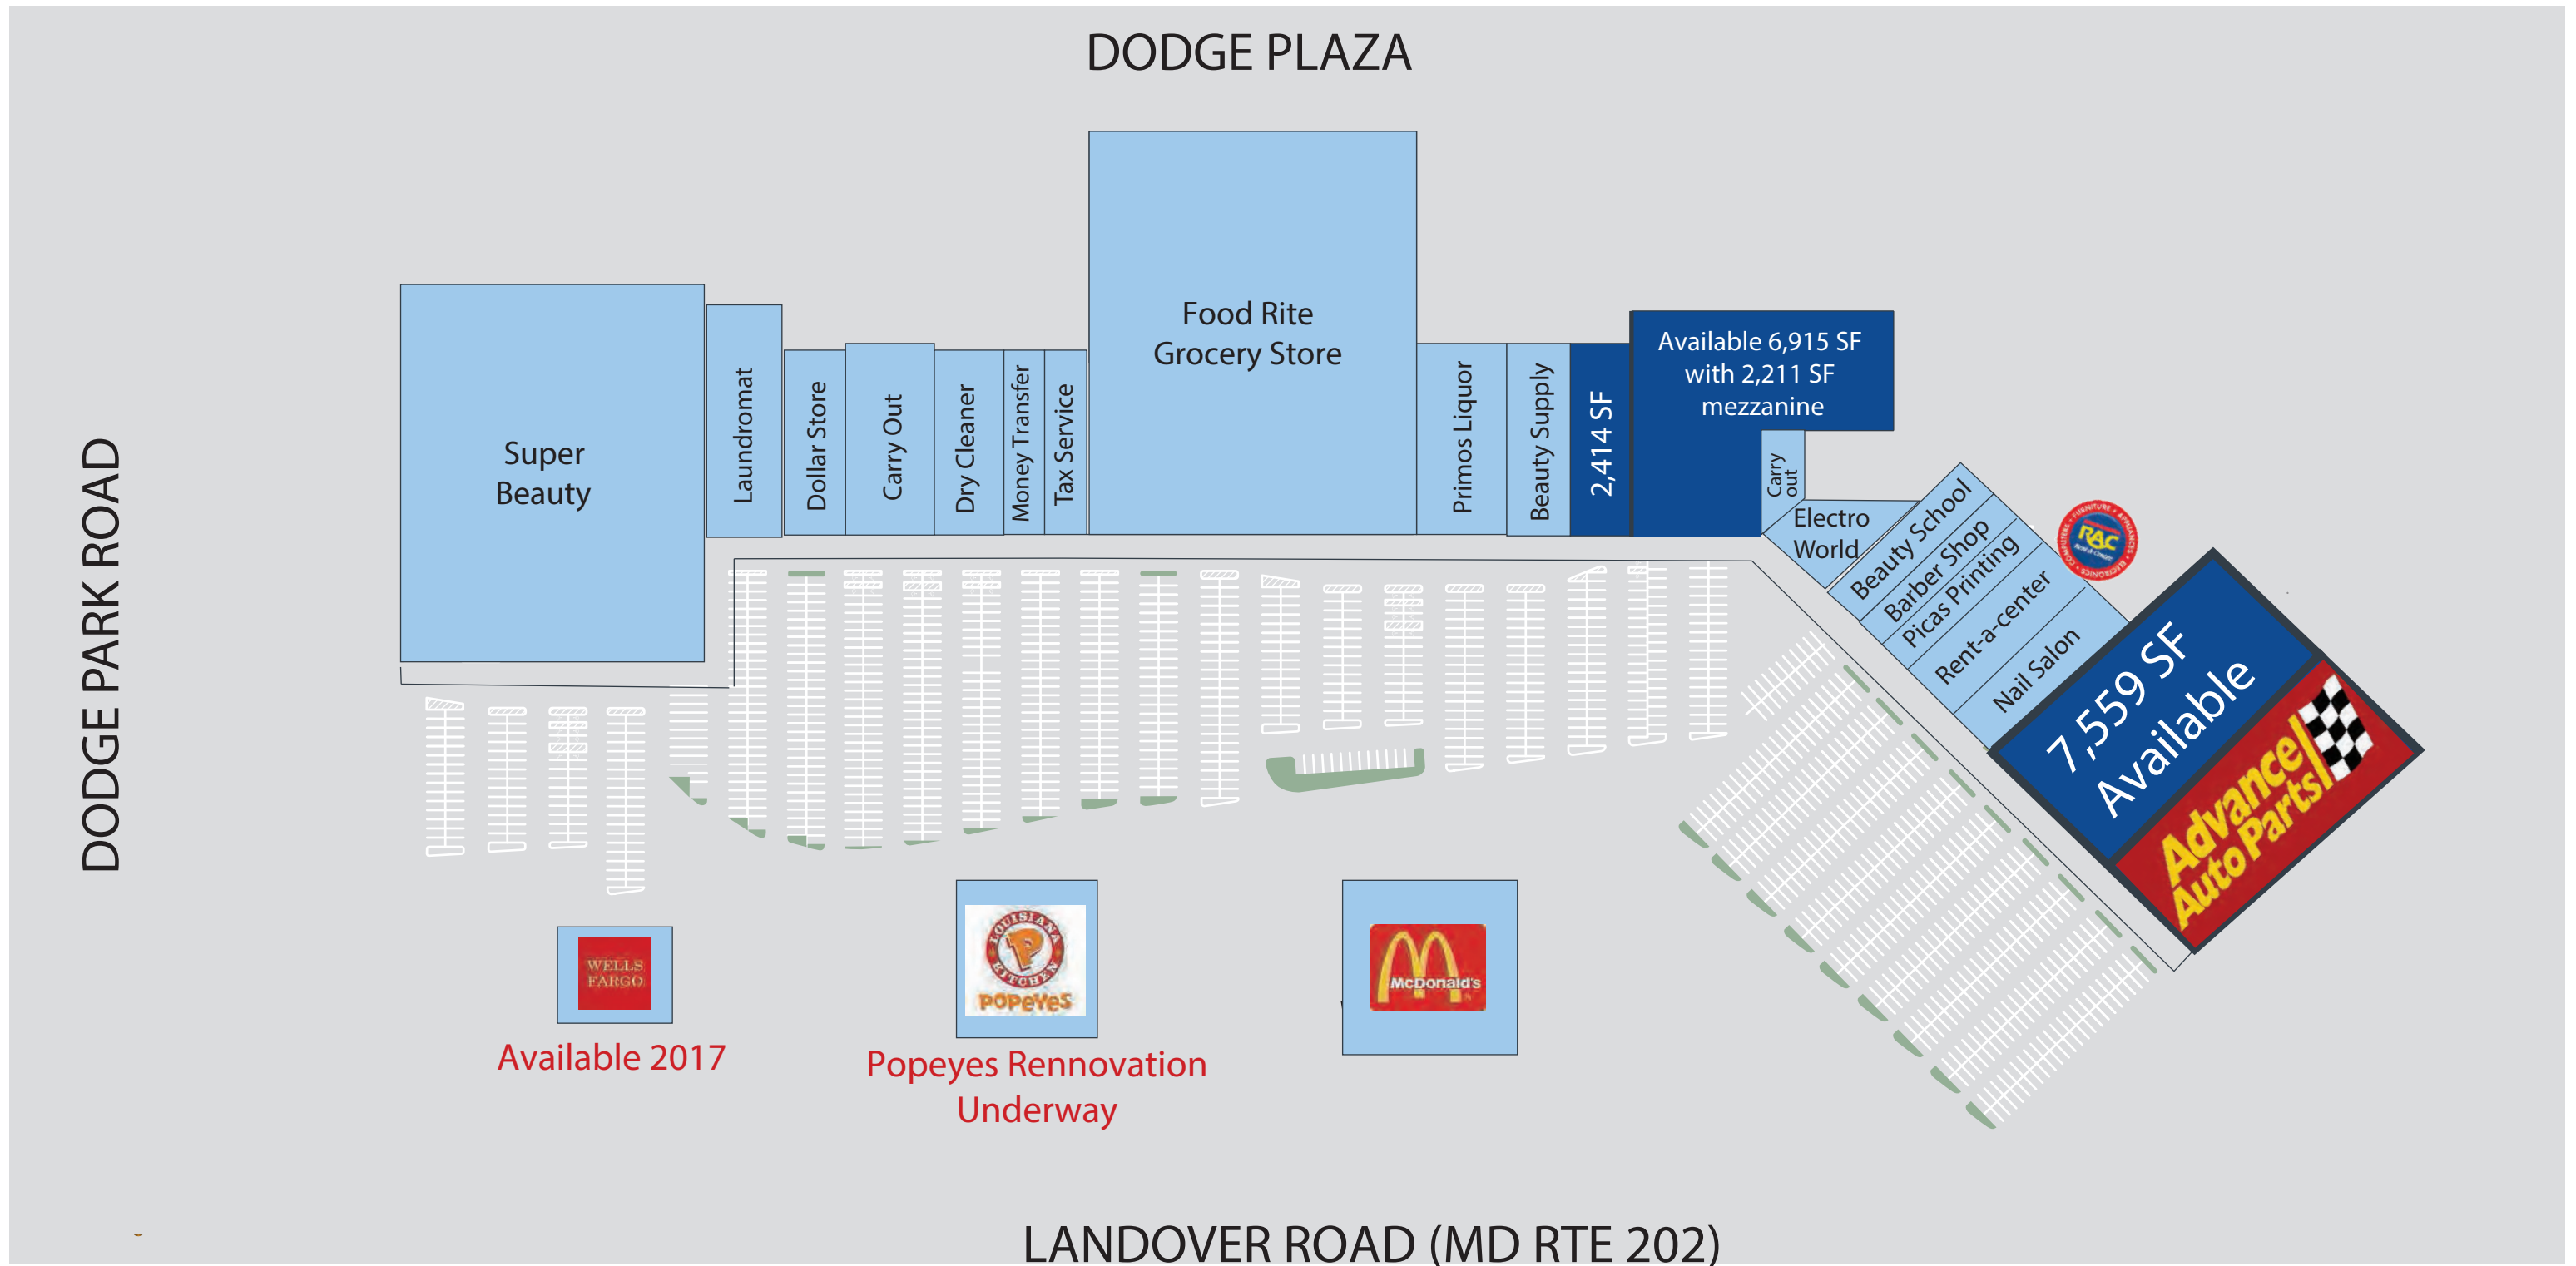 DODGE PLAZA
DODGE PARK ROAD
Super
Beauty
Laundromat
Dollar Store
Carry Out
Dry Cleaner
Money Transfer
Tax Service
Food Rite
Grocery Store
Primos Liquor
Beauty Supply
2,414 SF
Available 6,915 SF
with 2,211 SF
mezzanine
Carry
out
Electro
World
Beauty School
Barber Shop
Picas Printing
Rent-a-center
Nail Salon
RAC
7,559 SF
Available
Advance
Auto Parts
WELLS
FARGO
Available 2017
LOUISIANA
KITCHEN
POPEYES
Popeyes Rennovation
Underway
McDonald's
LANDOVER ROAD (MD RTE 202)